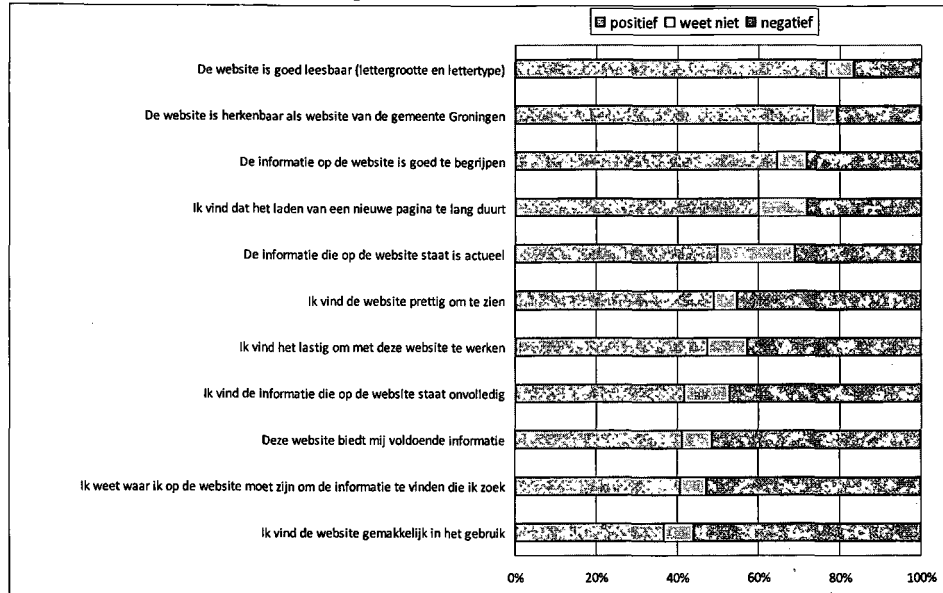 positief weet niet negatief
De website is goed leesbaar (lettergrootte en lettertype)
De website is herkenbaar als website van de gemeente Groningen
De informatie op de website is goed te begrijpen
Ik vind dat het laden van een nieuwe pagina te lang duurt
De informatie die op de website staat is actueel
Ik vind de website prettig om te zien
Ik vind het lastig om met deze website te werken
Ik vind de informatie die op de website staat onvolledig
Deze website biedt mij voldoende informatie
Ik weet waar ik op de website moet zijn om de informatie te vinden die ik zoek
Ik vind de website gemakkelijk in het gebruik
0% 20% 40% 60% 80% 100%